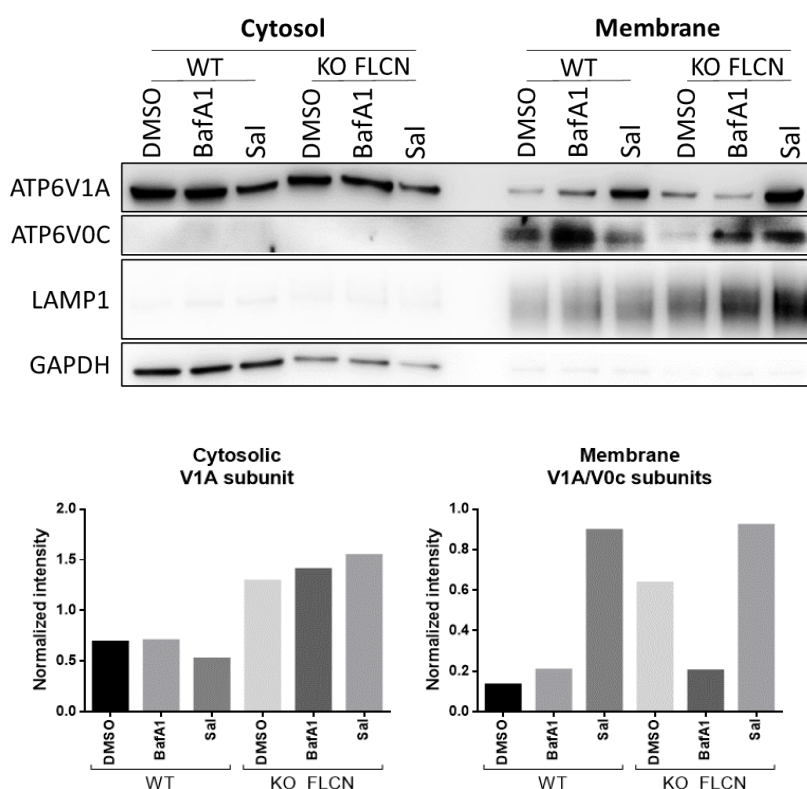 Cytosol Membrane
WT KO FLCN WT KO FLCN
DMSO BafA1 Sal DMSO BafA1 Sal DMSO BafA1 Sal DMSO BafA1 Sal
ATP6V1A
ATP6V0C
LAMP1
GAPDH
Cytosolic
V1A subunit
Normalized intensity
2.0
1.5
1.0
0.5
0.0
DMSO BafA1 Sal DMSO BafA1 Sal
WT KO FLCN
Membrane
V1A/V0c subunits
Normalized intensity
1.0
0.8
0.6
0.4
0.2
0.0
DMSO BafA1 Sal DMSO BafA1 Sal
WT KO FLCN